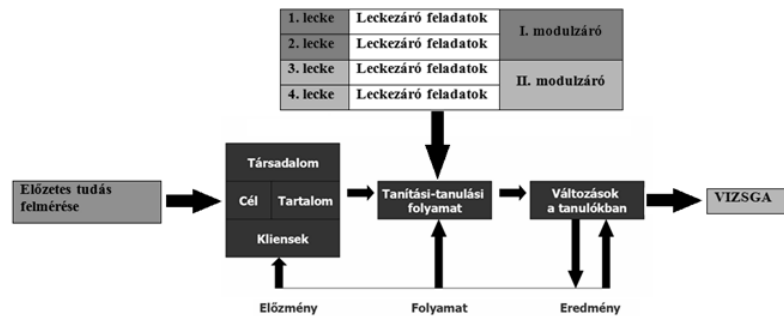 1. lecke Leckezáró feladatok
I. modulzáró
2. lecke Leckezáró feladatok
3. lecke Leckezáró feladatok
II. modulzáró
4. lecke Leckezáró feladatok
Előzetes tudás
felmérése
Társadalom
Cél Tartalom
Kliensek
Tanítási-tanulási
folyamat
Változások
a tanulókban
VIZSGA
Előzmény Folyamat Eredmény